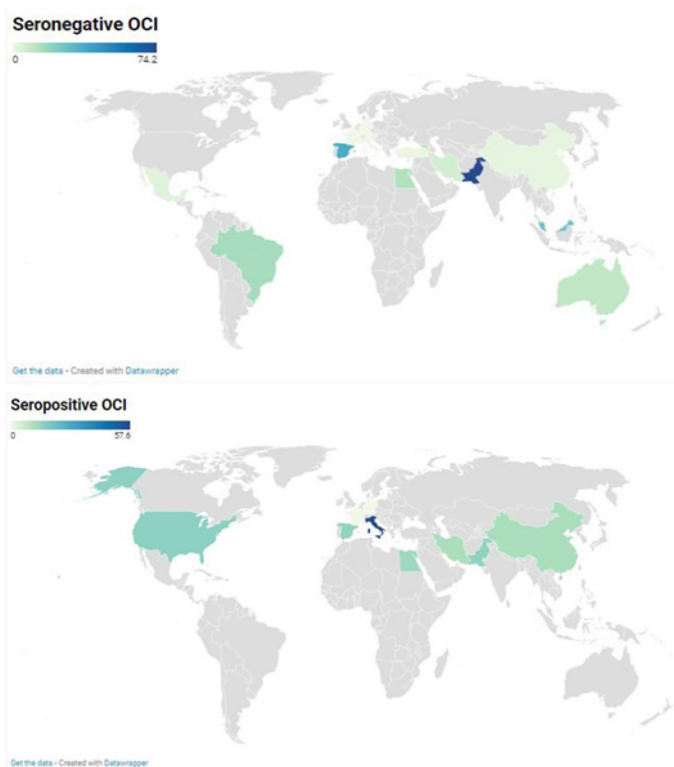 Seronegative OCI
0 74.2
Get the data - Created with Datawrapper
Seropositive OCI
0 57.6
Get the data - Created with Datawrapper